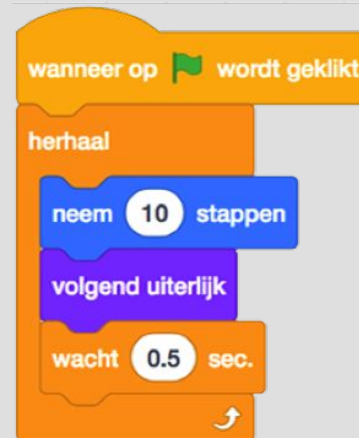 wanneer op wordt geklikt
herhaal
neem 10 stappen
volgend uiterlijk
wacht 0.5 sec.